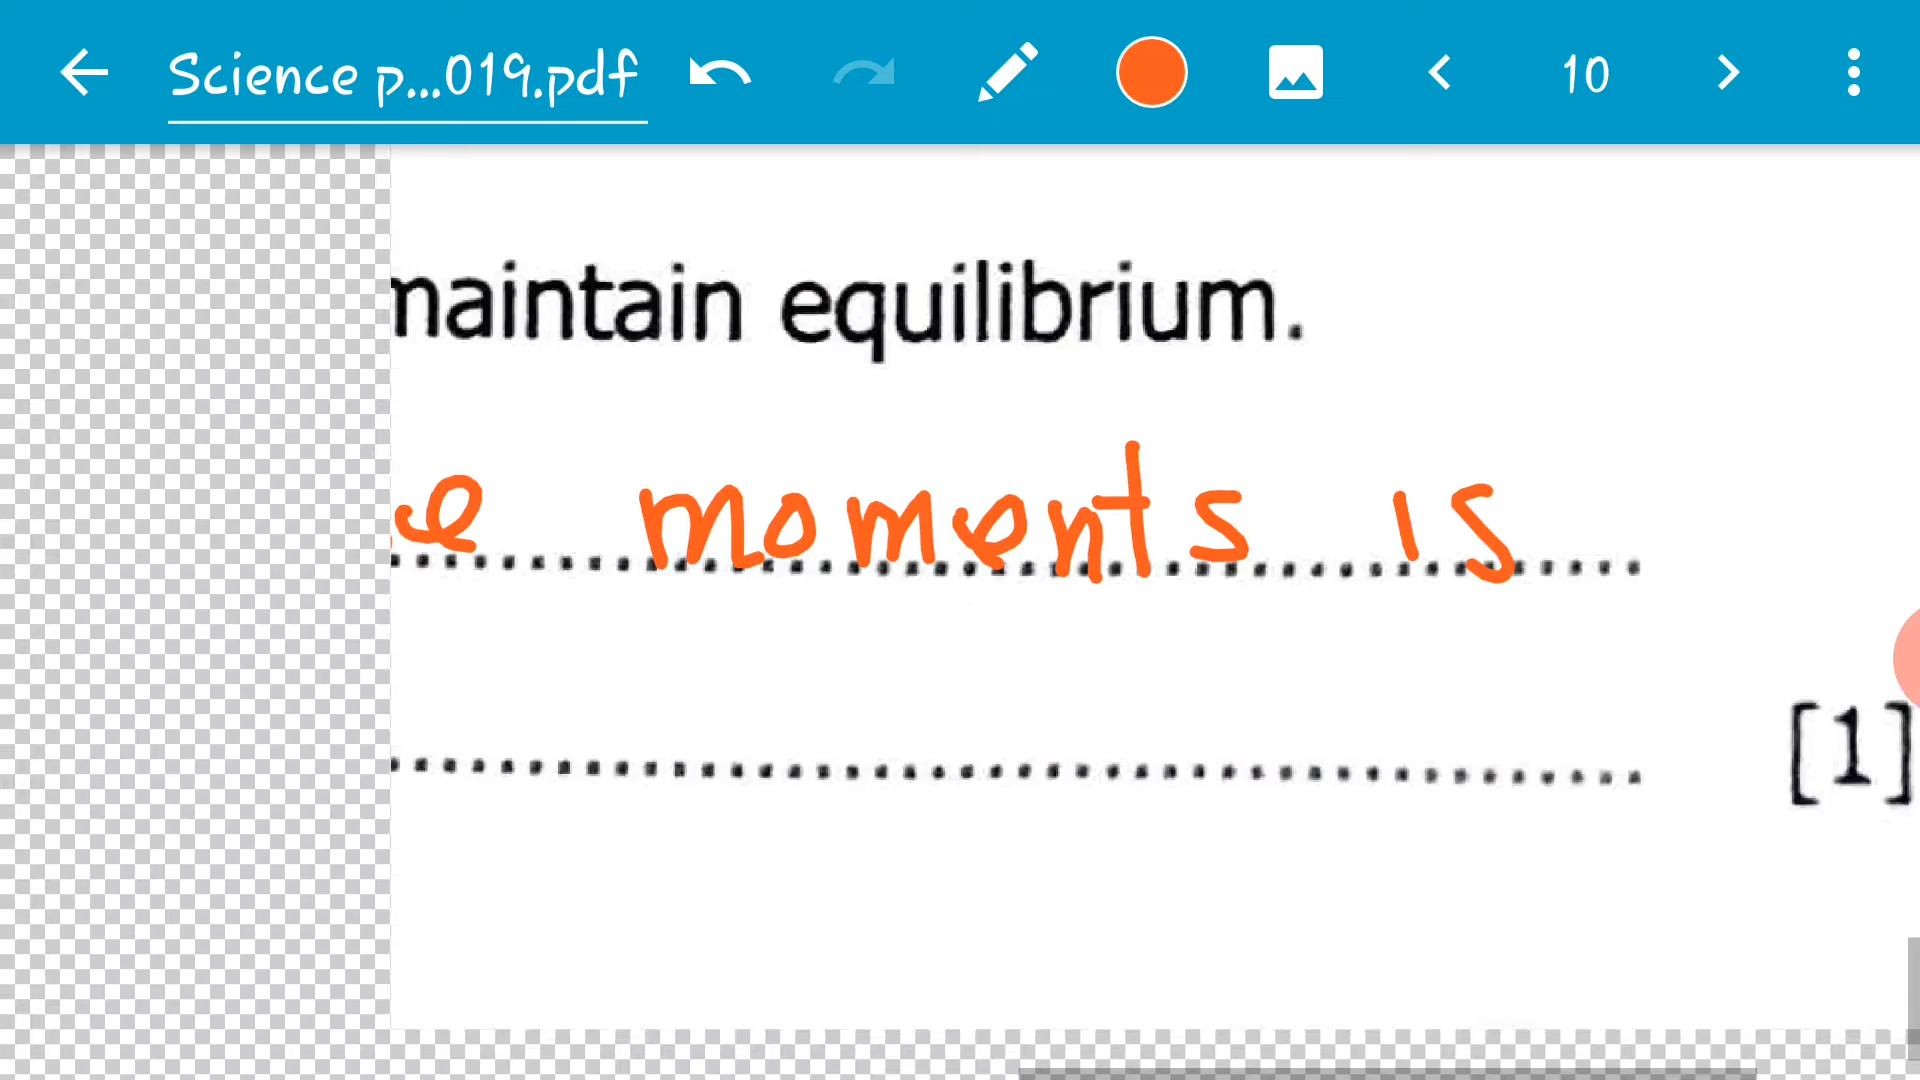 Science p...019.pdf 10
maintain equilibrium.
e moments is
[1]